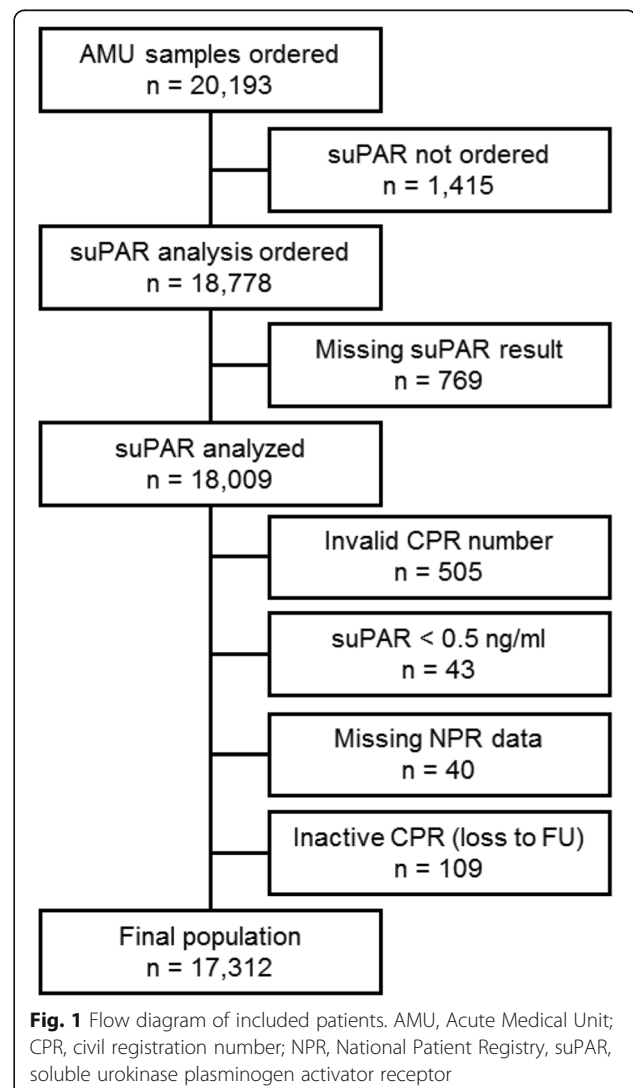 AMU samples ordered
n = 20,193
suPAR not ordered
n = 1,415
suPAR analysis ordered
n = 18,778
Missing suPAR result
n = 769
suPAR analyzed
n = 18,009
Invalid CPR number
n = 505
suPAR < 0.5 ng/ml
n = 43
Missing NPR data
n = 40
Inactive CPR (loss to FU)
n = 109
Final population
n = 17,312
Fig. 1 Flow diagram of included patients. AMU, Acute Medical Unit;
CPR, civil registration number; NPR, National Patient Registry, suPAR,
soluble urokinase plasminogen activator receptor